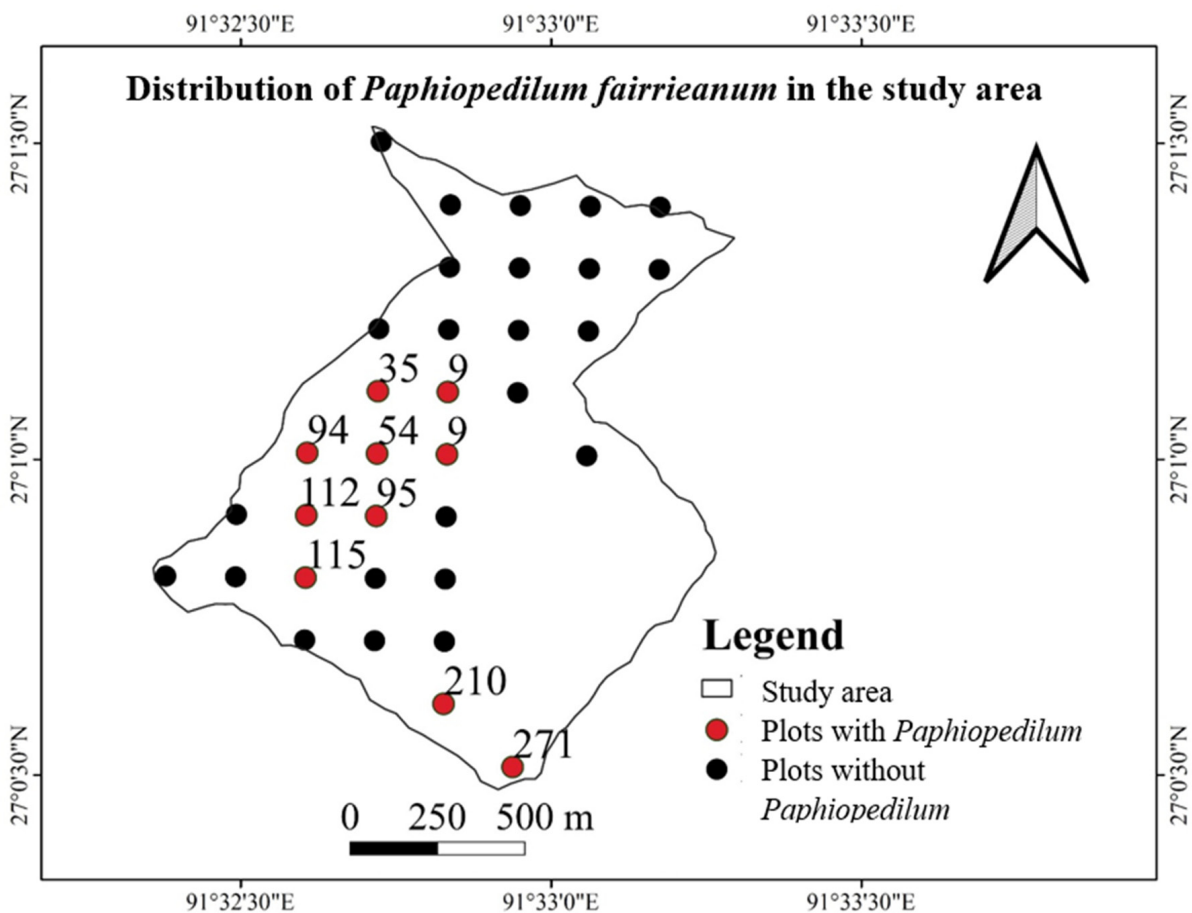 91°32'30"E 91°33'0"E 91°33'30"E
Distribution of Paphiopedilum fairrieanum in the study area
27°1'30"N 27°1'30"N
35 9
94 54 9
27°1'0"N 27°1'0"N
112 95
115
Legend
210
Study area
271
Plots with Paphiopedilum
27°0'30"N 27°0'30"N
Plots without
Paphiopedilum
0 250 500 m
91°32'30"E 91°33'0"E 91°33'30"E